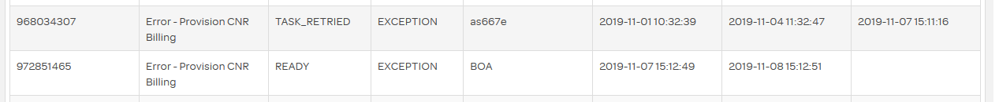 968034307 Error - Provision CNR Billing TASK_RETRIED EXCEPTION as667e 2019-11-01 10:32:39 2019-11-04 11:32:47 2019-11-07 15:11:16
972851465 Error - Provision CNR Billing READY EXCEPTION BOA 2019-11-07 15:12:49 2019-11-08 15:12:51